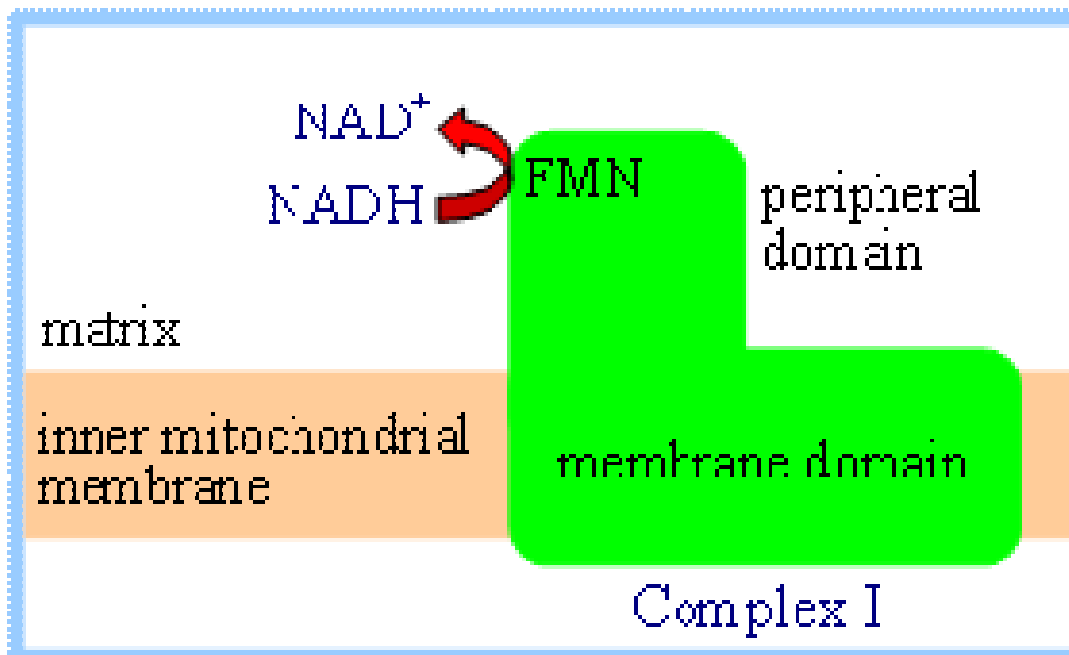 NAD⁺
NADH
FMN
peripheral
domain
matrix
inner mitochondrial
membrane
membrane domain
Complex I